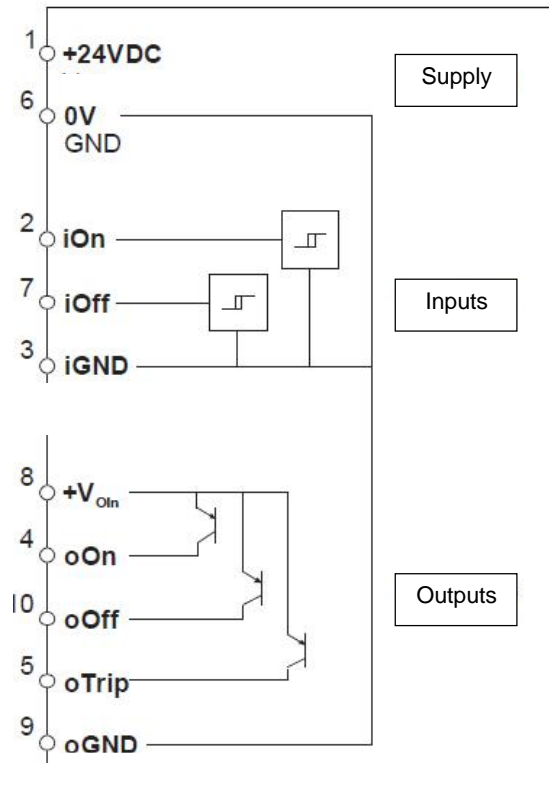 1 +24VDC
Supply
6 0V
GND
2 iOn
7 iOff
Inputs
3 iGND
8 +V OIn
4 oOn
10 oOff
Outputs
5 oTrip
9 oGND